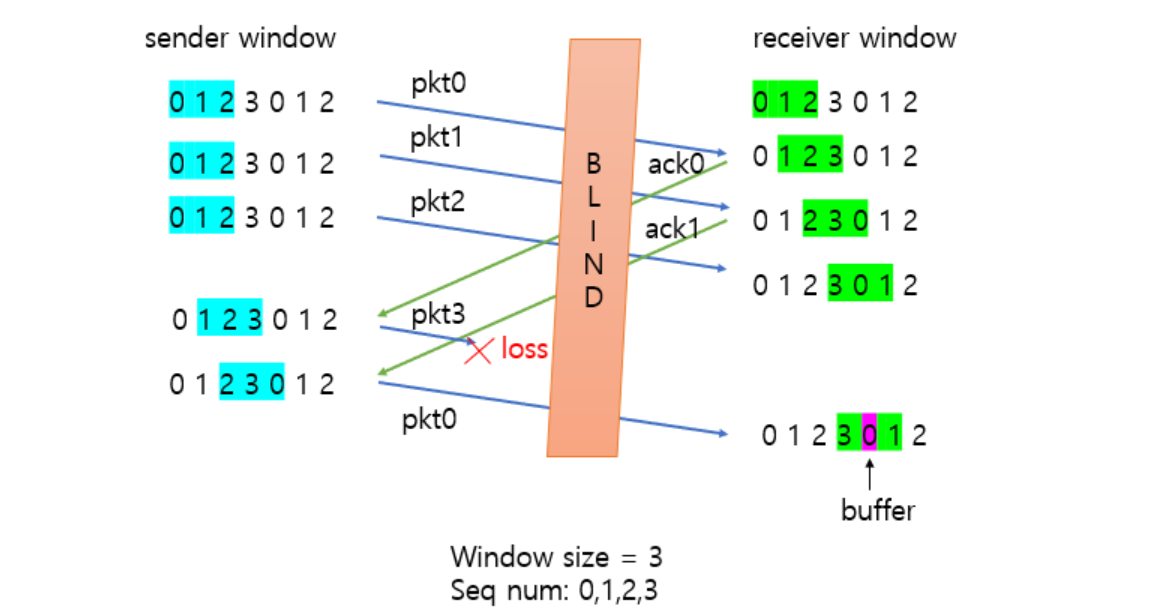 sender window
receiver window
pkt0
0 1 2 3 0 1 2
0 1 2 3 0 1 2
pkt1
0 1 2 3 0 1 2
ack0
0 1 2 3 0 1 2
pkt2
0 1 2 3 0 1 2
ack1
0 1 2 3 0 1 2
BLIND
0 1 2 3 0 1 2
pkt3
0 1 2 3 0 1 2
loss
0 1 2 3 0 1 2
pkt0
0 1 2 3 0 1 2
buffer
Window size = 3
Seq num: 0,1,2,3